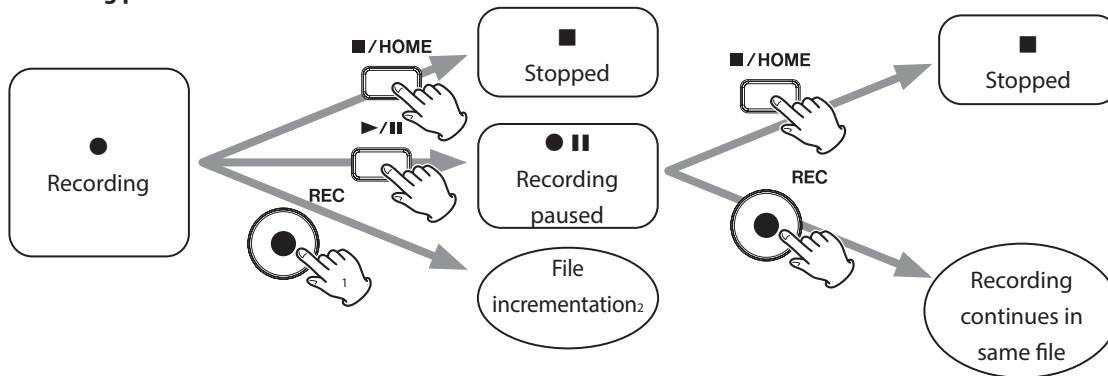 ■/HOME
■
Stopped
■/HOME
■
Stopped
●
Recording
►/II
● II
Recording
paused
REC
●
1
File
incrementation2
REC
●
Recording
continues in
same file